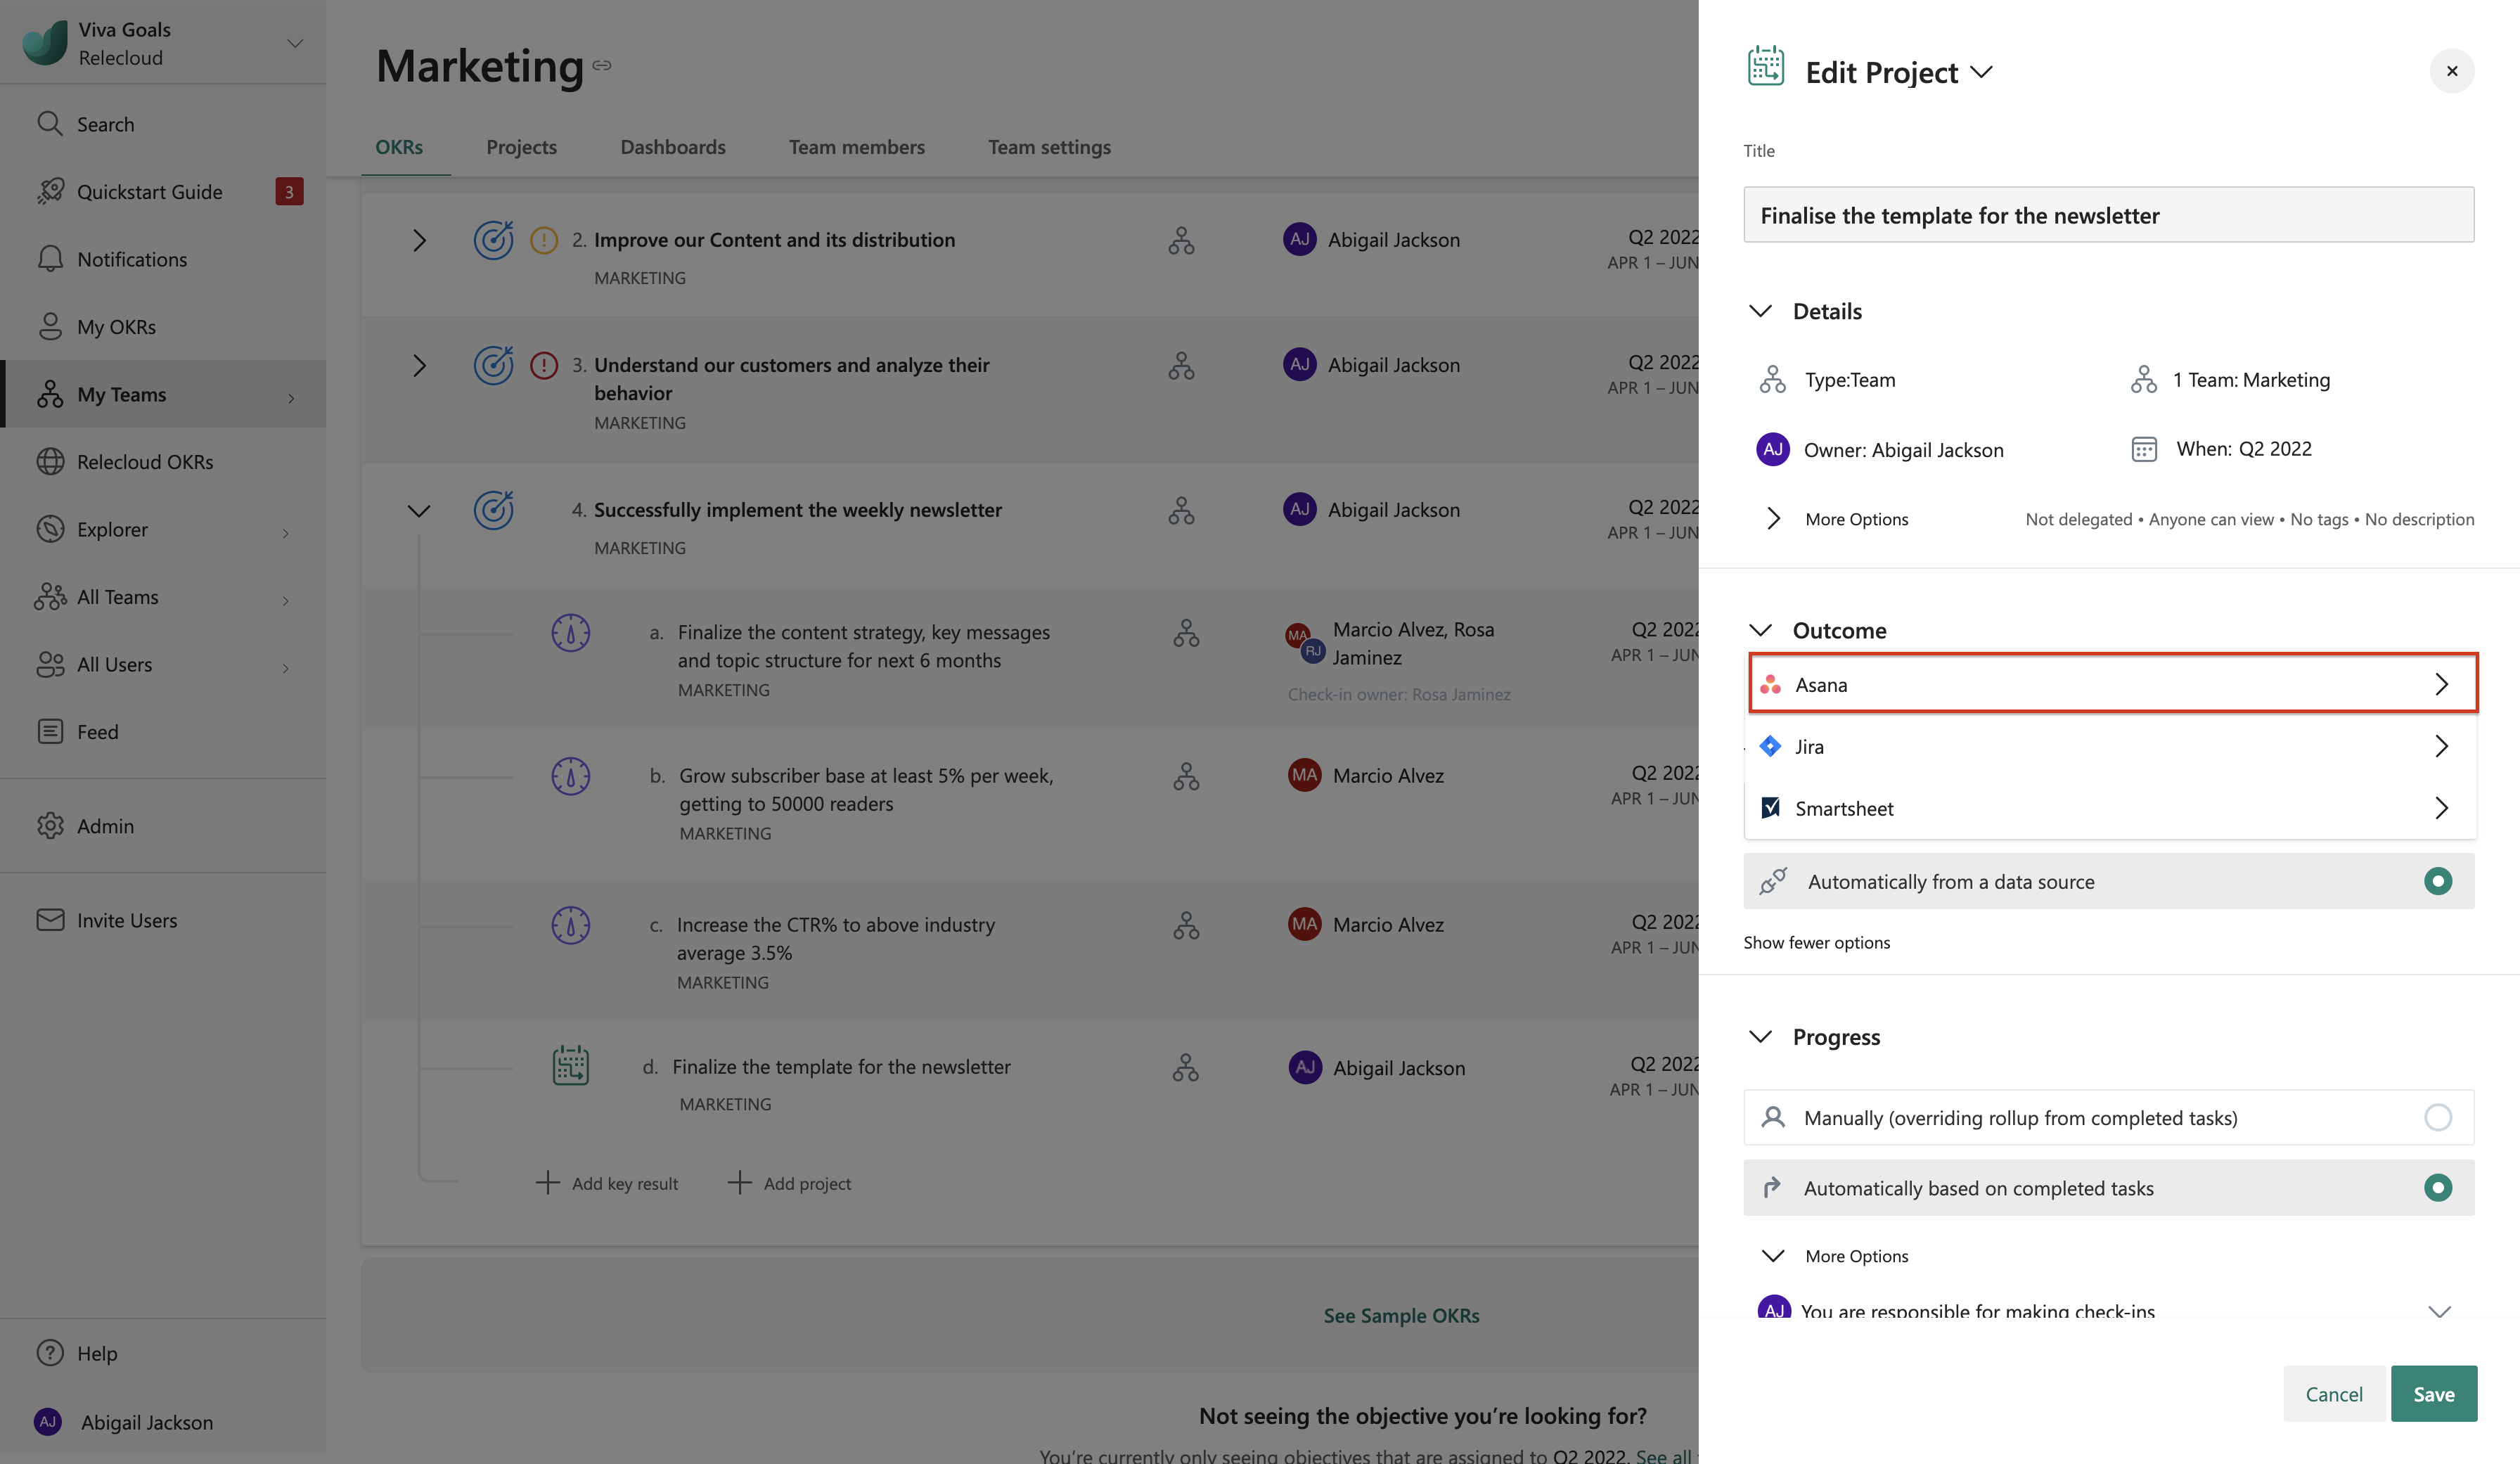 Viva Goals
Relecloud
Search
Quickstart Guide 3
Notifications
My OKRs
My Teams
Relecloud OKRs
Explorer
All Teams
All Users
Feed
Admin
Invite Users
Help
AJ Abigail Jackson
Marketing
OKRs Projects Dashboards Team members Team settings
2. Improve our Content and its distribution AJ Abigail Jackson Q2 2022
MARKETING APR 1 – JUN
3. Understand our customers and analyze their AJ Abigail Jackson Q2 2022
behavior APR 1 – JUN
MARKETING
4. Successfully implement the weekly newsletter AJ Abigail Jackson Q2 2022
MARKETING APR 1 – JUN
a. Finalize the content strategy, key messages MA RJ Marcio Alvez, Rosa Q2 2022
and topic structure for next 6 months Jaminez APR 1 – JUN
MARKETING Check-in owner: Rosa Jaminez
b. Grow subscriber base at least 5% per week, MA Marcio Alvez Q2 2022
getting to 50000 readers APR 1 – JUN
MARKETING
c. Increase the CTR% to above industry MA Marcio Alvez Q2 2022
average 3.5% APR 1 – JUN
MARKETING
d. Finalize the template for the newsletter AJ Abigail Jackson Q2 2022
MARKETING APR 1 – JUN
Add key result Add project
See Sample OKRs
Not seeing the objective you're looking for?
You're currently only seeing objectives that are assigned to Q2 2022. See all
Edit Project
Title
Finalise the template for the newsletter
Details
Type:Team 1 Team: Marketing
AJ Owner: Abigail Jackson When: Q2 2022
More Options Not delegated • Anyone can view • No tags • No description
Outcome
Asana
Jira
Smartsheet
Automatically from a data source
Show fewer options
Progress
Manually (overriding rollup from completed tasks)
Automatically based on completed tasks
More Options
AJ You are responsible for making check-ins
Cancel Save